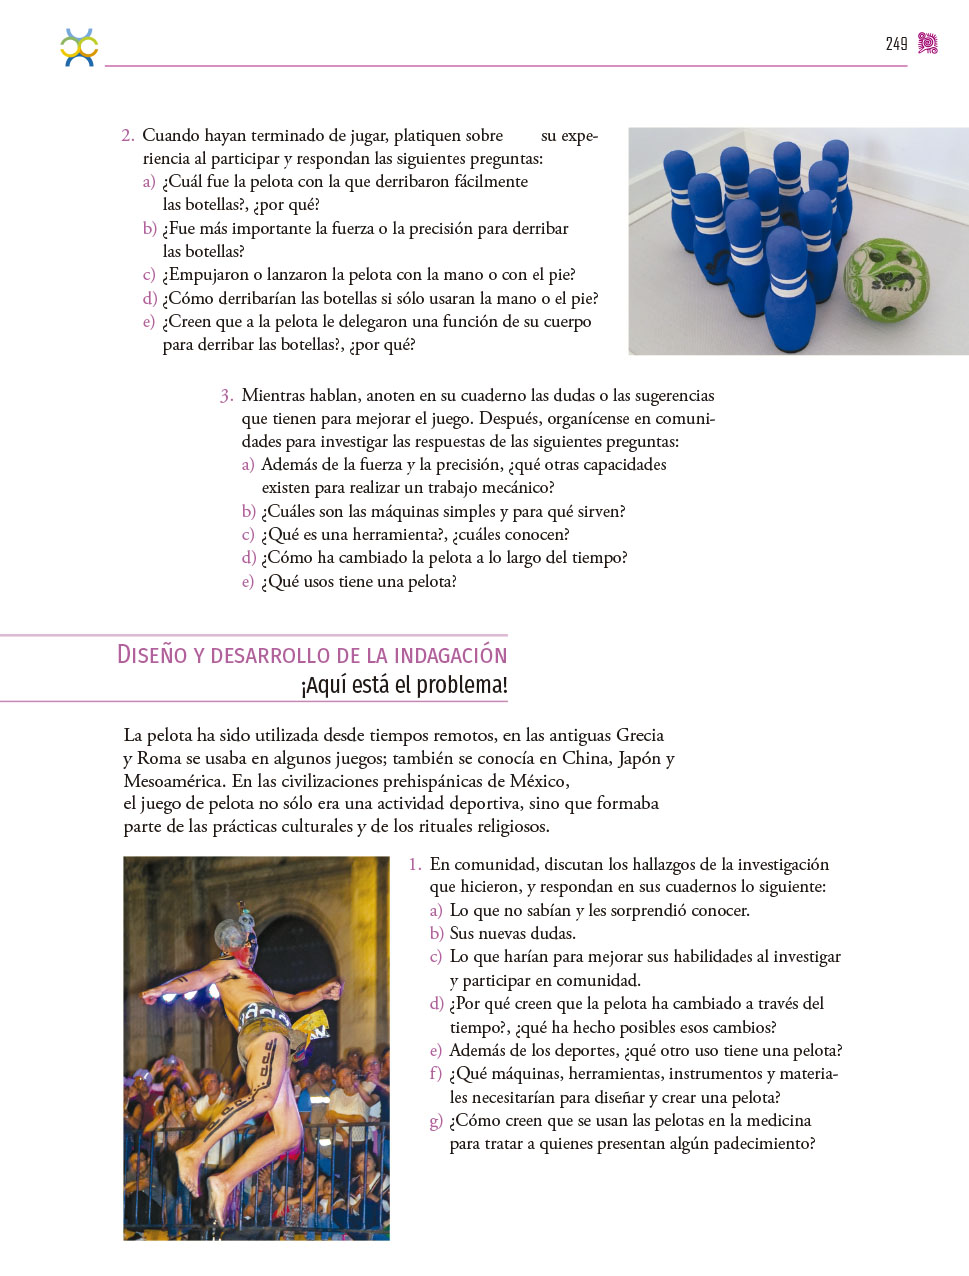 249
2. Cuando hayan terminado de jugar, platiquen sobre su expe-
riencia al participar y respondan las siguientes preguntas:
a) ¿Cuál fue la pelota con la que derribaron fácilmente
las botellas?, ¿por qué?
b) ¿Fue más importante la fuerza o la precisión para derribar
las botellas?
c) ¿Empujaron o lanzaron la pelota con la mano o con el pie?
d) ¿Cómo derribarían las botellas si sólo usaran la mano o el pie?
e) ¿Creen que a la pelota le delegaron una función de su cuerpo
para derribar las botellas?, ¿por qué?
3. Mientras hablan, anoten en su cuaderno las dudas o las sugerencias
que tienen para mejorar el juego. Después, organícense en comuni-
dades para investigar las respuestas de las siguientes preguntas:
a) Además de la fuerza y la precisión, ¿qué otras capacidades
existen para realizar un trabajo mecánico?
b) ¿Cuáles son las máquinas simples y para qué sirven?
c) ¿Qué es una herramienta?, ¿cuáles conocen?
d) ¿Cómo ha cambiado la pelota a lo largo del tiempo?
e) ¿Qué usos tiene una pelota?
Diseño y desarrollo de la indagación
¡Aquí está el problema!
La pelota ha sido utilizada desde tiempos remotos, en las antiguas Grecia
y Roma se usaba en algunos juegos; también se conocía en China, Japón y
Mesoamérica. En las civilizaciones prehispánicas de México,
el juego de pelota no sólo era una actividad deportiva, sino que formaba
parte de las prácticas culturales y de los rituales religiosos.
1. En comunidad, discutan los hallazgos de la investigación
que hicieron, y respondan en sus cuadernos lo siguiente:
a) Lo que no sabían y les sorprendió conocer.
b) Sus nuevas dudas.
c) Lo que harían para mejorar sus habilidades al investigar
y participar en comunidad.
d) ¿Por qué creen que la pelota ha cambiado a través del
tiempo?, ¿qué ha hecho posibles esos cambios?
e) Además de los deportes, ¿qué otro uso tiene una pelota?
f) ¿Qué máquinas, herramientas, instrumentos y materia-
les necesitarían para diseñar y crear una pelota?
g) ¿Cómo creen que se usan las pelotas en la medicina
para tratar a quienes presentan algún padecimiento?